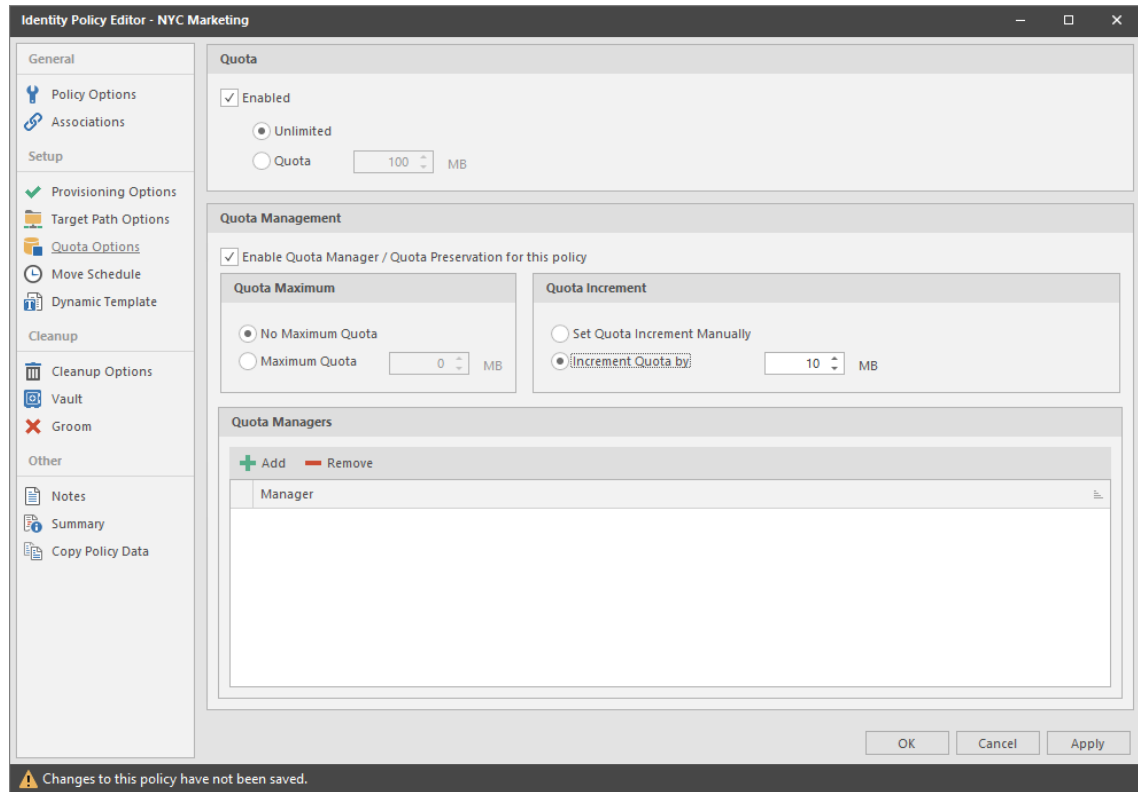 Identity Policy Editor - NYC Marketing
General
Policy Options
Associations
Setup
Provisioning Options
Target Path Options
Quota Options
Move Schedule
Dynamic Template
Cleanup
Cleanup Options
Vault
Groom
Other
Notes
Summary
Copy Policy Data
Quota
Enabled
Unlimited
Quota 100 MB
Quota Management
Enable Quota Manager / Quota Preservation for this policy
Quota Maximum
No Maximum Quota
Maximum Quota 0 MB
Quota Increment
Set Quota Increment Manually
Increment Quota by 10 MB
Quota Managers
Add Remove
Manager
OK Cancel Apply
Changes to this policy have not been saved.